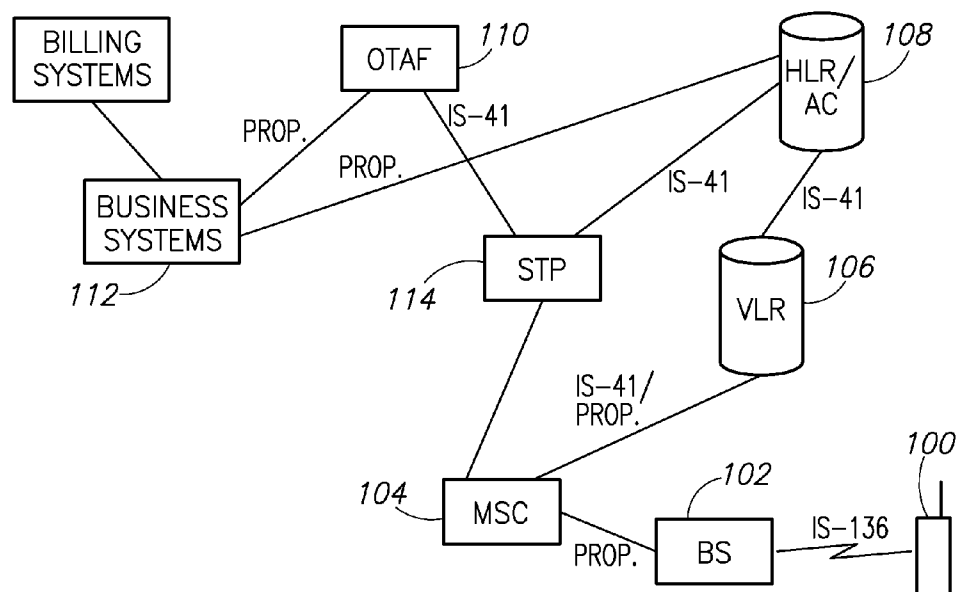 BILLING
SYSTEMS
OTAF
110
HLR/
AC
108
PROP.
IS-41
PROP.
IS-41
IS-41
BUSINESS
SYSTEMS
112
STP
114
VLR
106
IS-41/
PROP.
104
MSC
PROP.
102
BS
IS-136
100